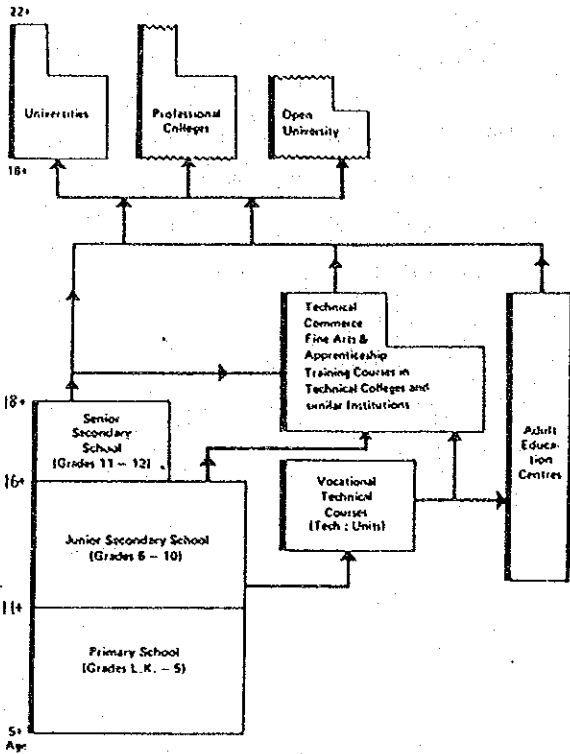 22+
Universities
Professional
Colleges
Open
University
18+
Technical
Commerce
Fine Arts &
Apprenticeship
Training Courses in
Technical Colleges and
similar Institutions
18+
Senior
Secondary
School
(Grades 11 – 12)
Adult
Educa-
tion
Centres
16+
Vocational
Technical
Courses
(Tech : Units)
Junior Secondary School
(Grades 6 – 10)
11+
Primary School
(Grades L.K. – 5)
5+
Age